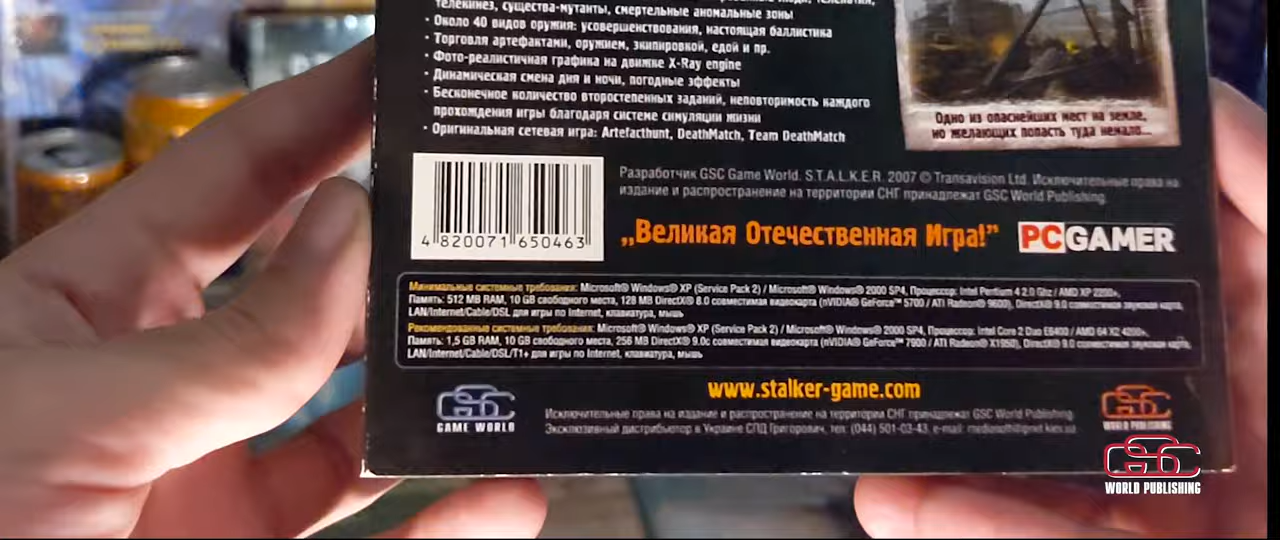 телекинез, существа-мутанты, смертельные аномальные зоны
· Около 40 видов оружия: усовершенствования, настоящая баллистика
· Торговля артефактами, оружием, экипировкой, едой и пр.
· Фото-реалистичная графика на движке X-Ray engine
· Динамическая смена дня и ночи, погодные эффекты
· Бесконечное количество второстепенных заданий, неповторимость каждого
прохождения игры благодаря системе симуляции жизни
· Оригинальная сетевая игра: Artefacthunt, DeathMatch, Team DeathMatch
Одно из опаснейших мест на земле,
но желающих попасть туда немало...
4 820071 650463
Разработчик GSC Game World. S.T.A.L.K.E.R. 2007 © Transavision Ltd. Исключительные права на
издание и распространение на территории СНГ принадлежат GSC World Publishing.
„Великая Отечественная Игра!”
PC GAMER
Минимальные системные требования: Microsoft® Windows® XP (Service Pack 2) / Microsoft® Windows® 2000 SP4, Процессор: Intel Pentium 4 2.0 Ghz / AMD XP 2200+,
Память: 512 MB RAM, 10 GB свободного места, 128 MB DirectX® 8.0 совместимая видеокарта (nVIDIA® GeForce™ 5700 / ATI Radeon® 9600), DirectX® 9.0 совместимая звуковая карта,
LAN/Internet/Cable/DSL для игры по Internet, клавиатура, мышь
Рекомендованные системные требования: Microsoft® Windows® XP (Service Pack 2) / Microsoft® Windows® 2000 SP4, Процессор: Intel Core 2 Duo E6400 / AMD 64 X2 4200+,
Память: 1,5 GB RAM, 10 GB свободного места, 256 MB DirectX® 9.0c совместимая видеокарта (nVIDIA® GeForce™ 7900 / ATI Radeon® X1950), DirectX® 9.0 совместимая звуковая карта,
LAN/Internet/Cable/DSL/T1+ для игры по Internet, клавиатура, мышь
www.stalker-game.com
GSC
GAME WORLD
Исключительные права на издание и распространение на территории СНГ принадлежат GSC World Publishing.
Эксклюзивный дистрибьютор в Украине СПД Григорович, тел: (044) 501-03-43, e-mail:
GSC
WORLD PUBLISHING
GSC
WORLD PUBLISHING